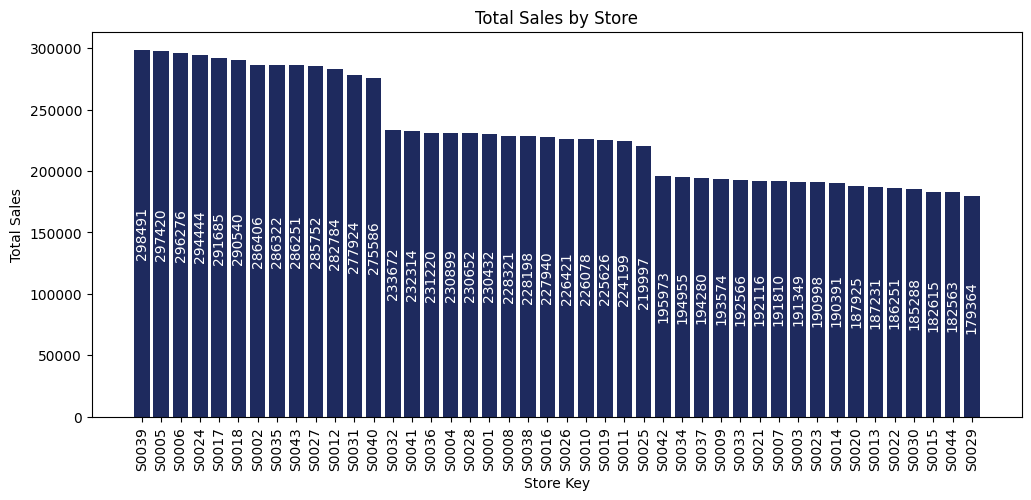 Total Sales by Store
Total Sales
300000
250000
200000
150000
100000
50000
0
298491
297420
296276
294444
291685
290540
286406
286322
286251
285752
282784
277924
275586
233672
232314
231220
230899
230652
230432
228321
228198
227940
226421
226078
225626
224199
219997
195973
194955
194280
193574
192566
192116
191810
191349
190998
190391
187925
187231
186251
185288
182615
182563
179364
S0039
S0005
S0006
S0024
S0017
S0018
S0002
S0035
S0043
S0027
S0012
S0031
S0040
S0032
S0041
S0036
S0004
S0028
S0001
S0008
S0038
S0016
S0026
S0010
S0019
S0011
S0025
S0042
S0034
S0037
S0009
S0033
S0021
S0007
S0003
S0023
S0014
S0020
S0013
S0022
S0030
S0015
S0044
S0029
Store Key